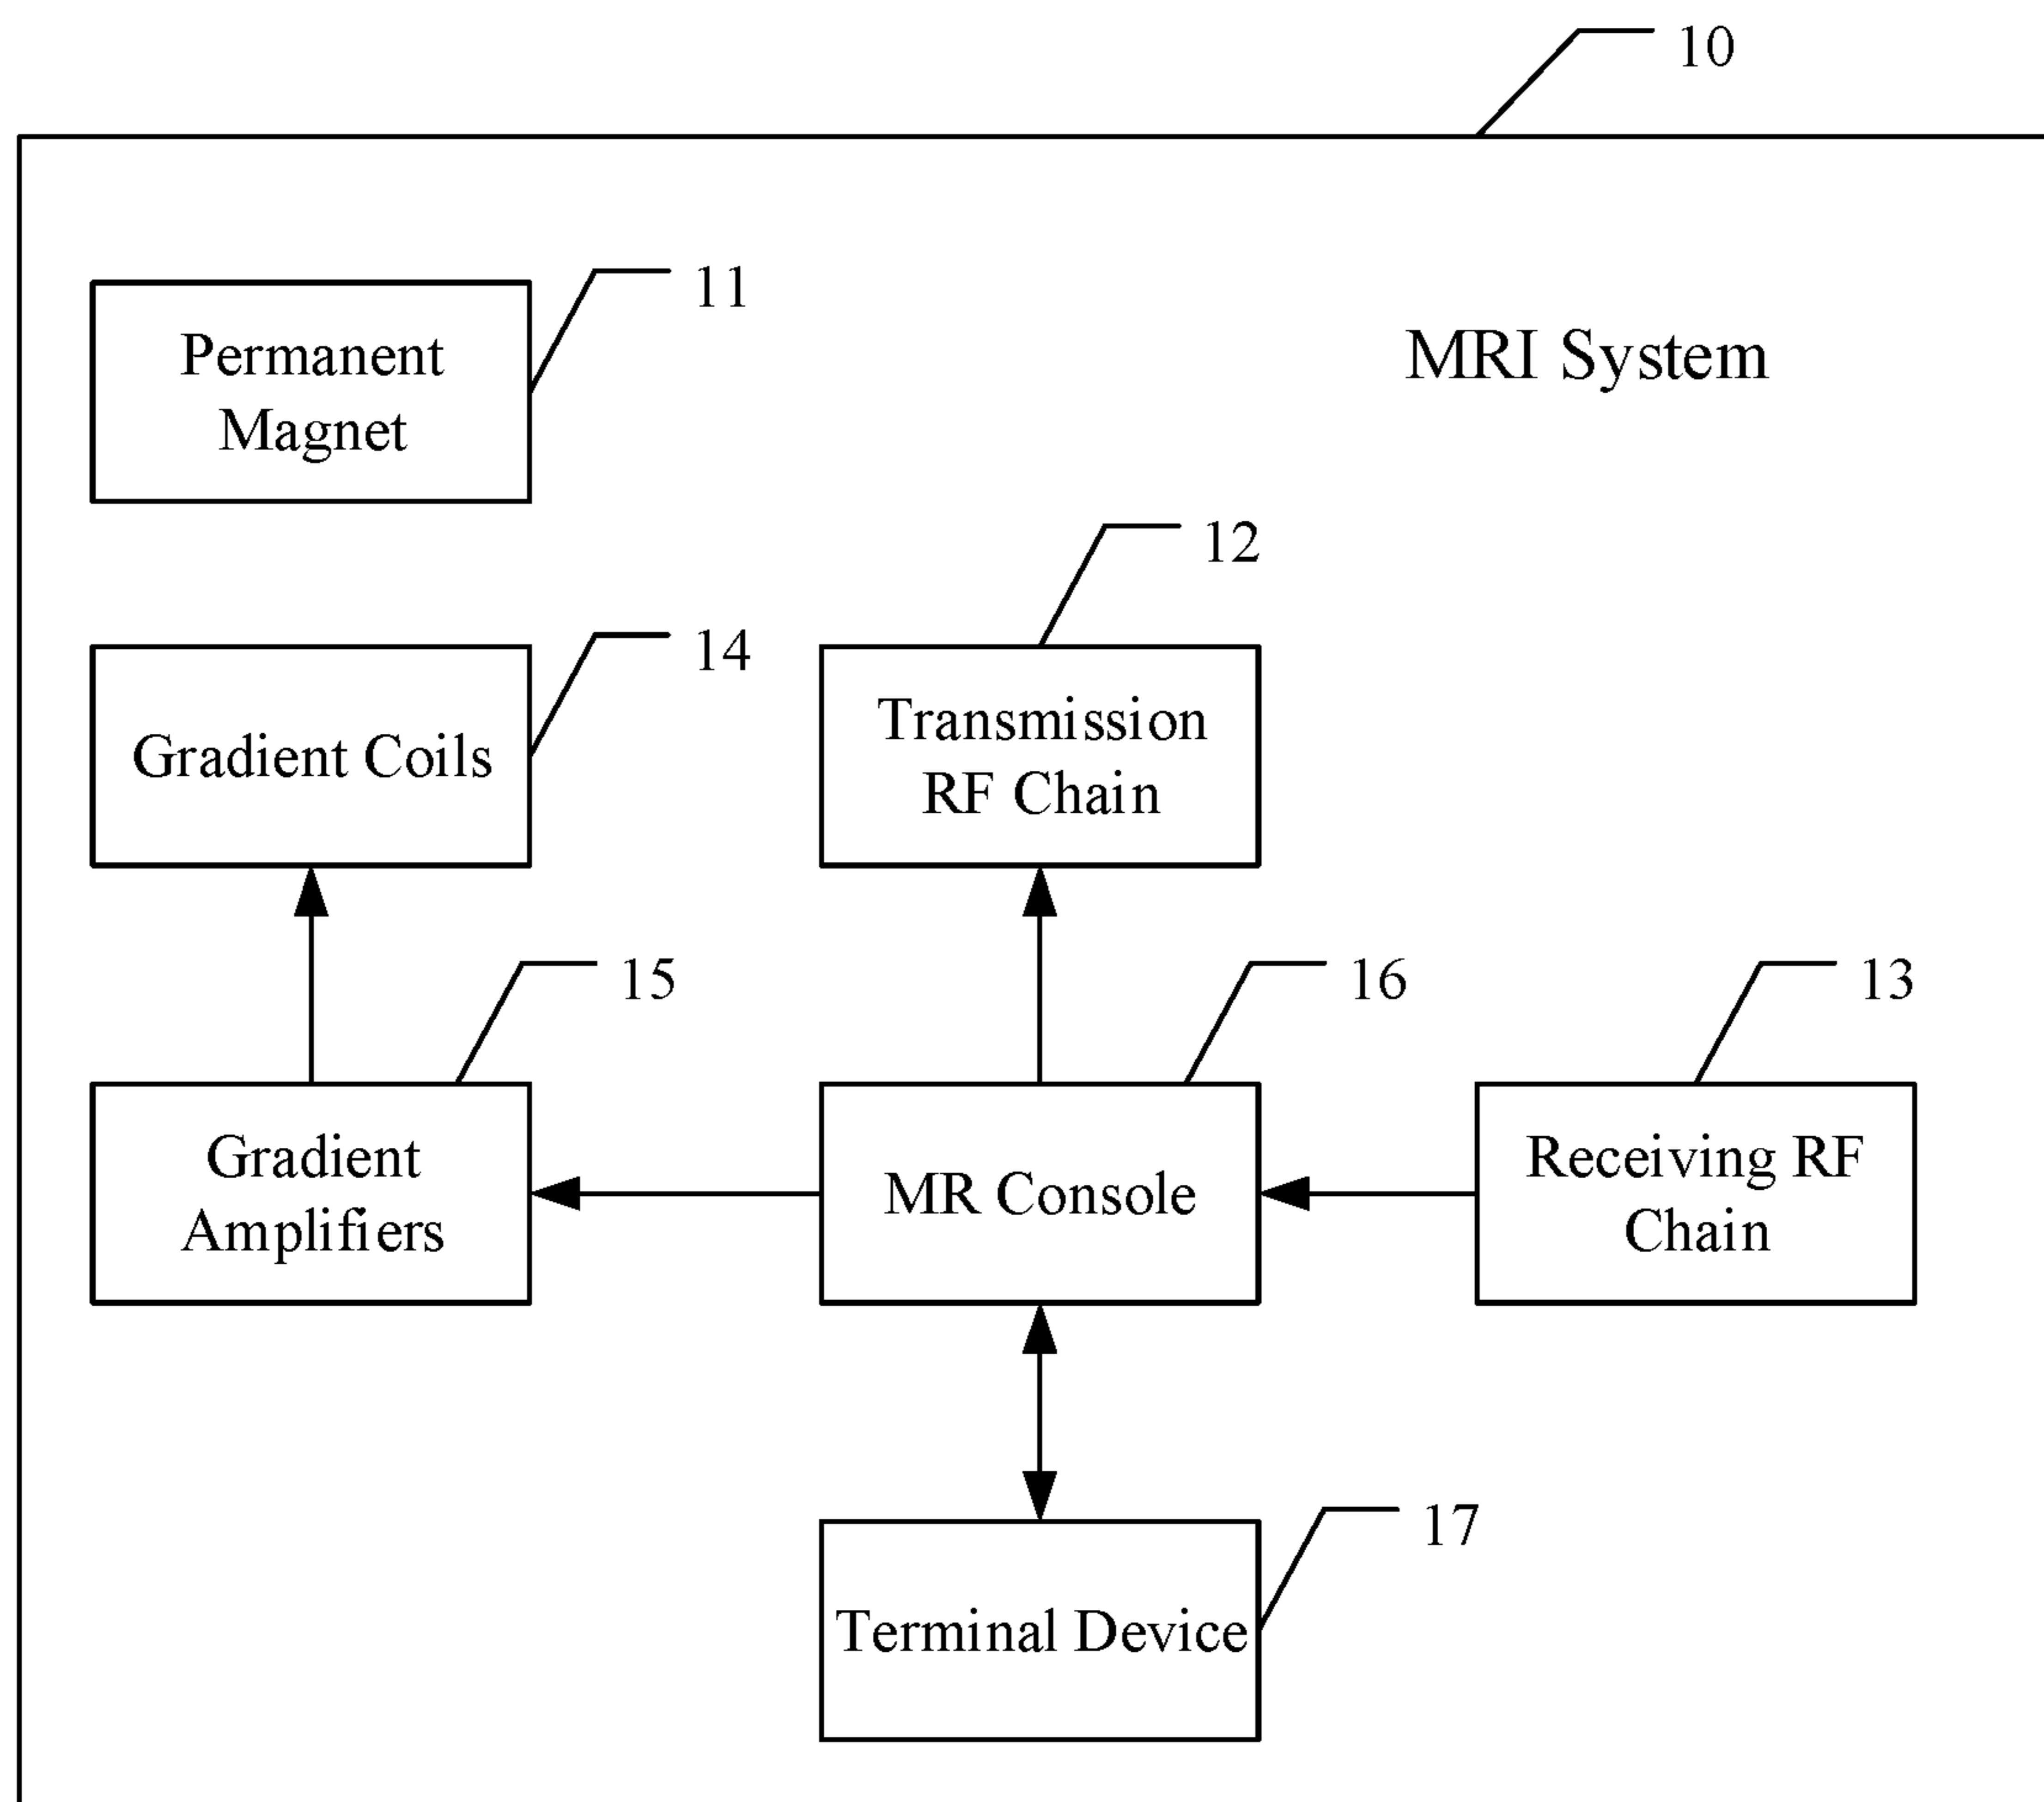 10
11
Permanent
Magnet
MRI System
12
14
Gradient Coils
Transmission
RF Chain
15
16
13
Gradient
Amplifiers
MR Console
Receiving RF
Chain
17
Terminal Device